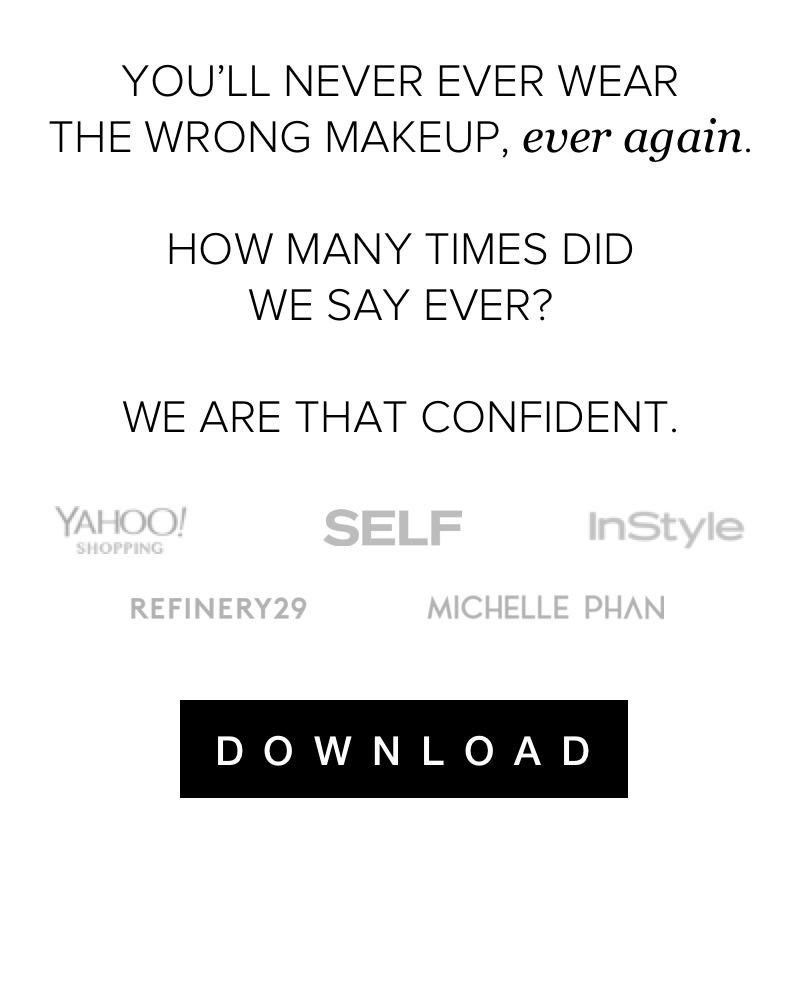 YOU’LL NEVER EVER WEAR
THE WRONG MAKEUP, ever again.
HOW MANY TIMES DID
WE SAY EVER?
WE ARE THAT CONFIDENT.
YAHOO! SELF InStyle
SHOPPING
REFINERY29 MICHELLE PHAN
DOWNLOAD